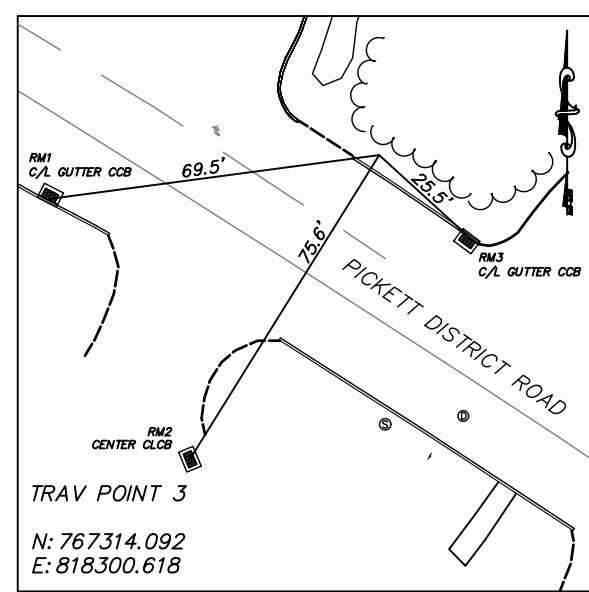 RM1
C/L GUTTER CCB
69.5'
25.5'
75.6'
RM3
C/L GUTTER CCB
PICKETT DISTRICT ROAD
RM2
CENTER CLCB
S
D
TRAV POINT 3
N: 767314.092
E: 818300.618